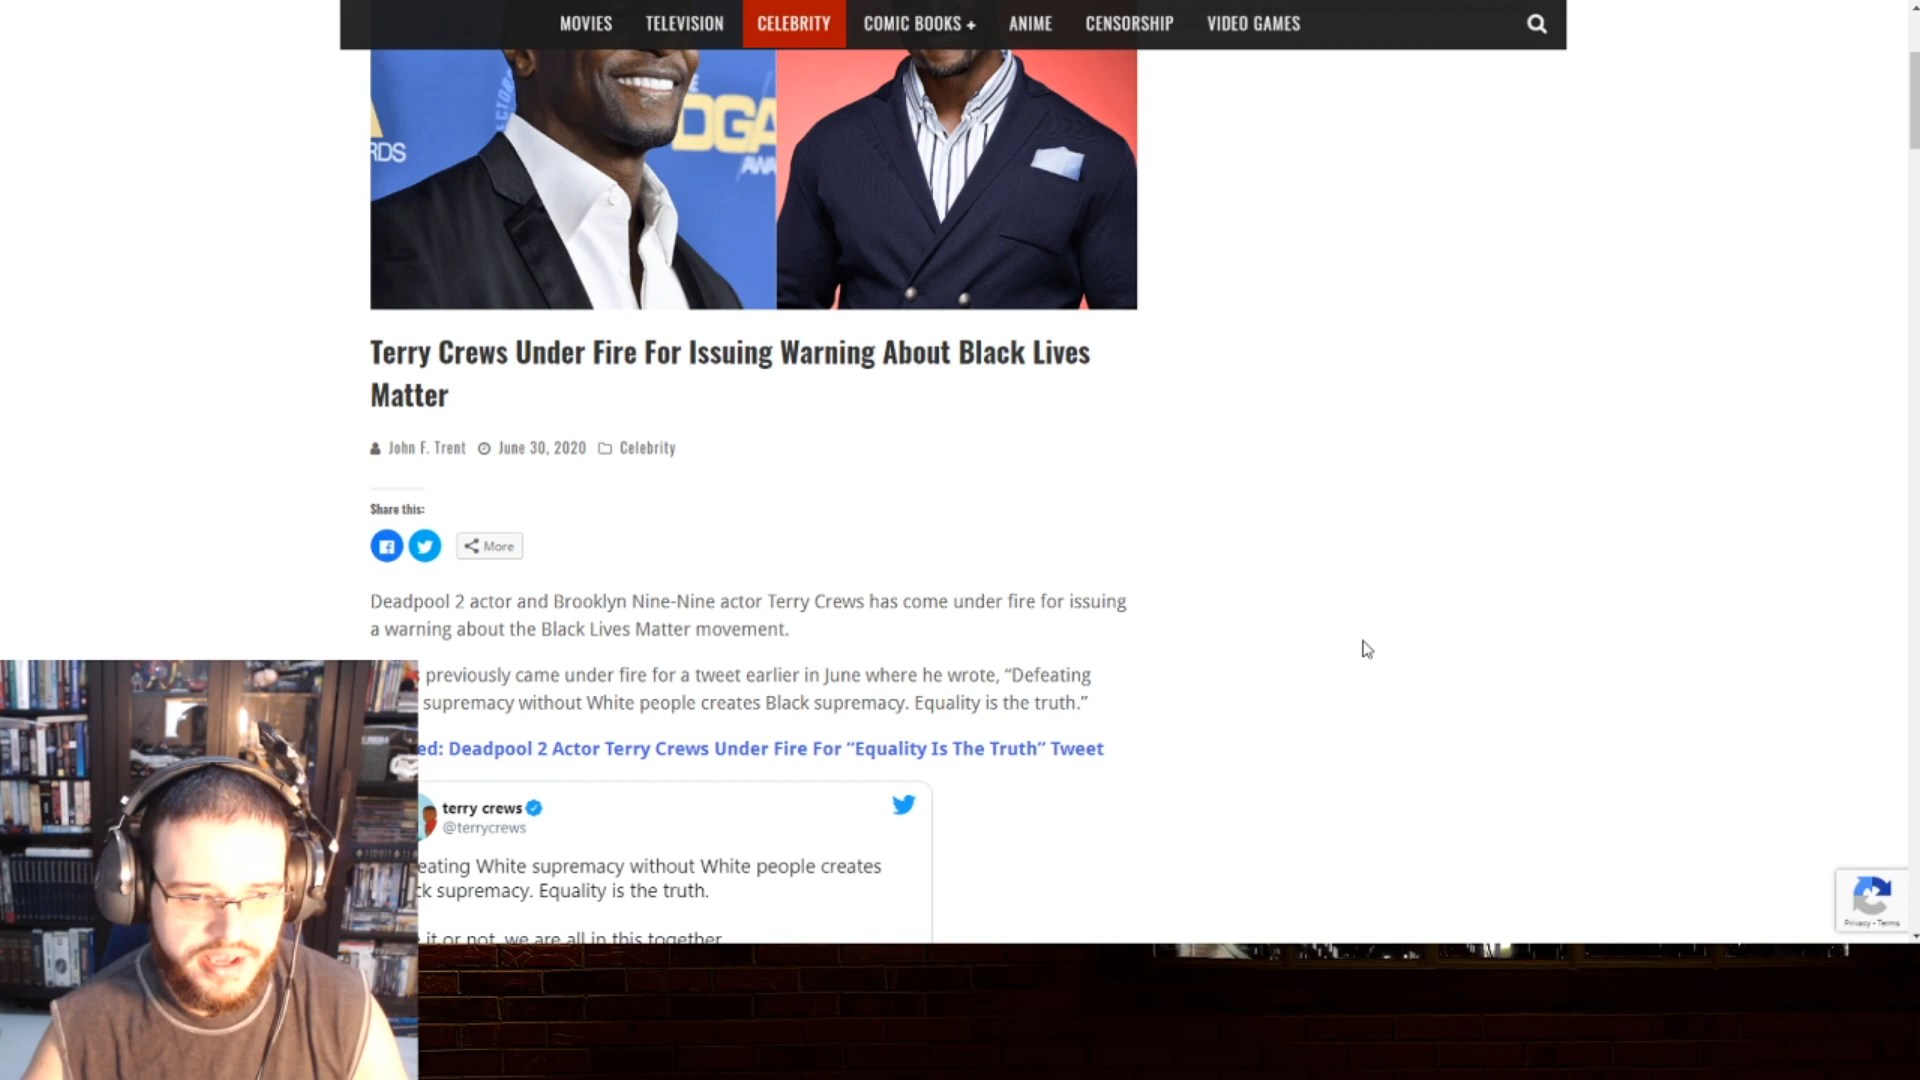 MOVIES TELEVISION CELEBRITY COMIC BOOKS + ANIME CENSORSHIP VIDEO GAMES
RDS
DGA
AWA
Terry Crews Under Fire For Issuing Warning About Black Lives
Matter
John F. Trent June 30, 2020 Celebrity
Share this:
More
Deadpool 2 actor and Brooklyn Nine-Nine actor Terry Crews has come under fire for issuing
a warning about the Black Lives Matter movement.
previously came under fire for a tweet earlier in June where he wrote, “Defeating
supremacy without White people creates Black supremacy. Equality is the truth.”
ed: Deadpool 2 Actor Terry Crews Under Fire For “Equality Is The Truth” Tweet
terry crews
@terrycrews
eating White supremacy without White people creates
ck supremacy. Equality is the truth.
it or not, we are all in this together
Privacy - Terms